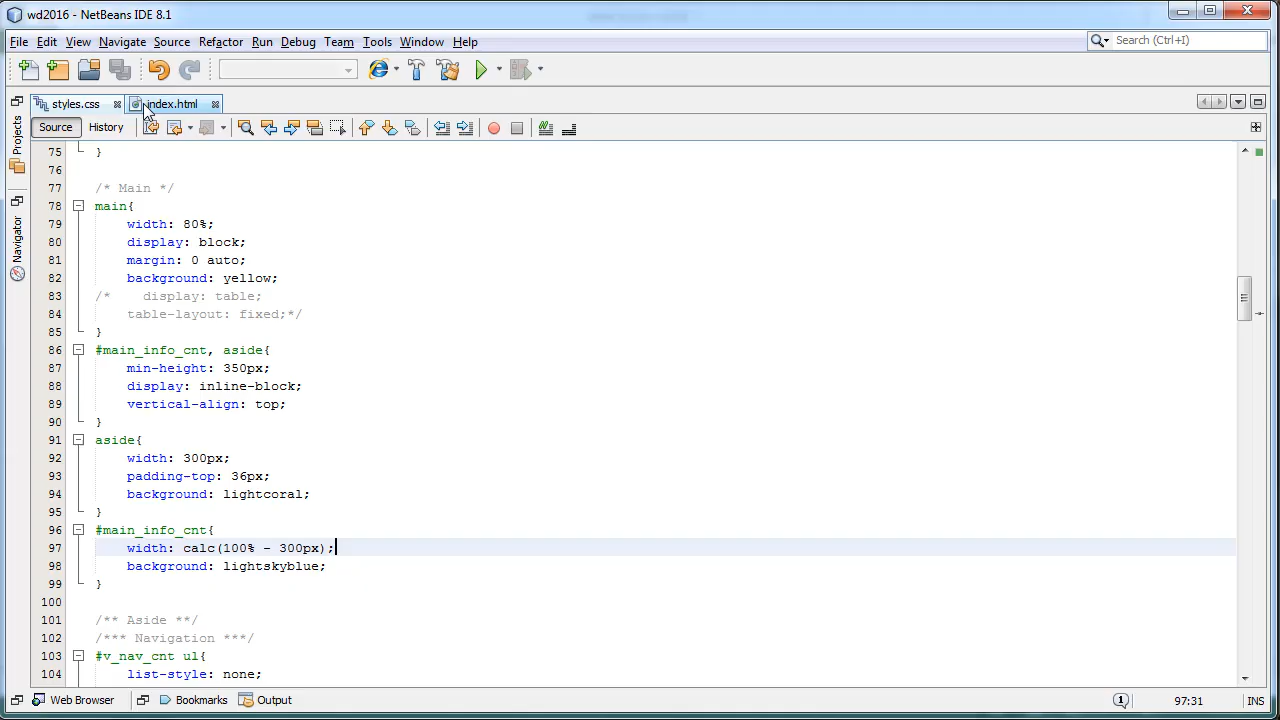 wd2016 - NetBeans IDE 8.1
File Edit View Navigate Source Refactor Run Debug Team Tools Window Help
Search (Ctrl+I)
styles.css index.html
Source History
Projects
Navigator
75 }
76
77 /* Main */
78 main{
79 width: 80%;
80 display: block;
81 margin: 0 auto;
82 background: yellow;
83 /* display: table;
84 table-layout: fixed;*/
85 }
86 #main_info_cnt, aside{
87 min-height: 350px;
88 display: inline-block;
89 vertical-align: top;
90 }
91 aside{
92 width: 300px;
93 padding-top: 36px;
94 background: lightcoral;
95 }
96 #main_info_cnt{
97 width: calc(100% - 300px);
98 background: lightskyblue;
99 }
100
101 /** Aside **/
102 /*** Navigation ***/
103 #v_nav_cnt ul{
104 list-style: none;
Web Browser Bookmarks Output 1 97:31 INS